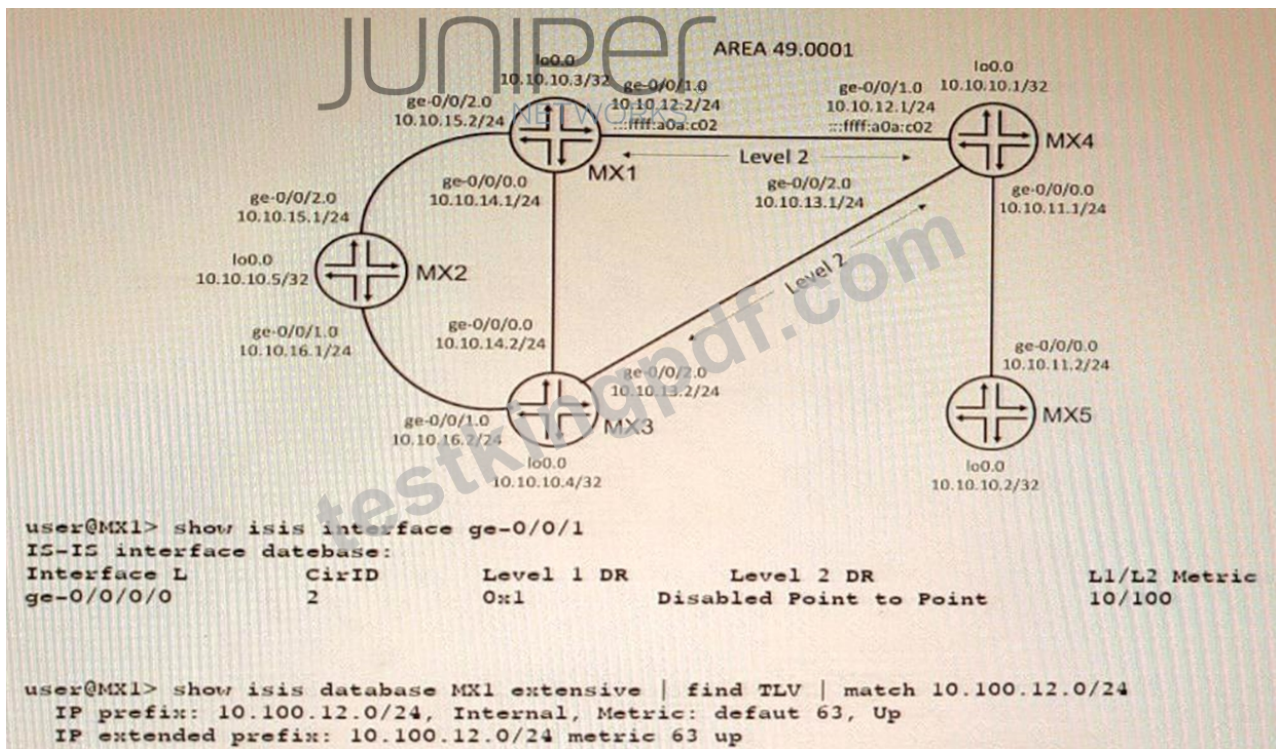 JUNIPER
NETWORKS
AREA 49.0001
lo0.0
10.10.10.3/32
ge-0/0/1.0
10.10.12.2/24
:::ffff:a0a:c02
ge-0/0/1.0
10.10.12.1/24
:::ffff:a0a:c02
lo0.0
10.10.10.1/32
ge-0/0/2.0
10.10.15.2/24
MX1
Level 2
MX4
ge-0/0/0.0
10.10.14.1/24
ge-0/0/2.0
10.10.13.1/24
ge-0/0/0.0
10.10.11.1/24
ge-0/0/2.0
10.10.15.1/24
lo0.0
10.10.10.5/32
MX2
Level 2
ge-0/0/1.0
10.10.16.1/24
ge-0/0/0.0
10.10.14.2/24
ge-0/0/2.0
10.10.13.2/24
ge-0/0/0.0
10.10.11.2/24
ge-0/0/1.0
10.10.16.2/24
MX3
MX5
lo0.0
10.10.10.4/32
lo0.0
10.10.10.2/32
testkingpdf.com
user@MX1> show isis interface ge-0/0/1
IS-IS interface datebase:
Interface L CirID Level 1 DR Level 2 DR L1/L2 Metric
ge-0/0/0/0 2 0x1 Disabled Point to Point 10/100
user@MX1> show isis database MX1 extensive | find TLV | match 10.100.12.0/24
IP prefix: 10.100.12.0/24, Internal, Metric: defaut 63, Up
IP extended prefix: 10.100.12.0/24 metric 63 up